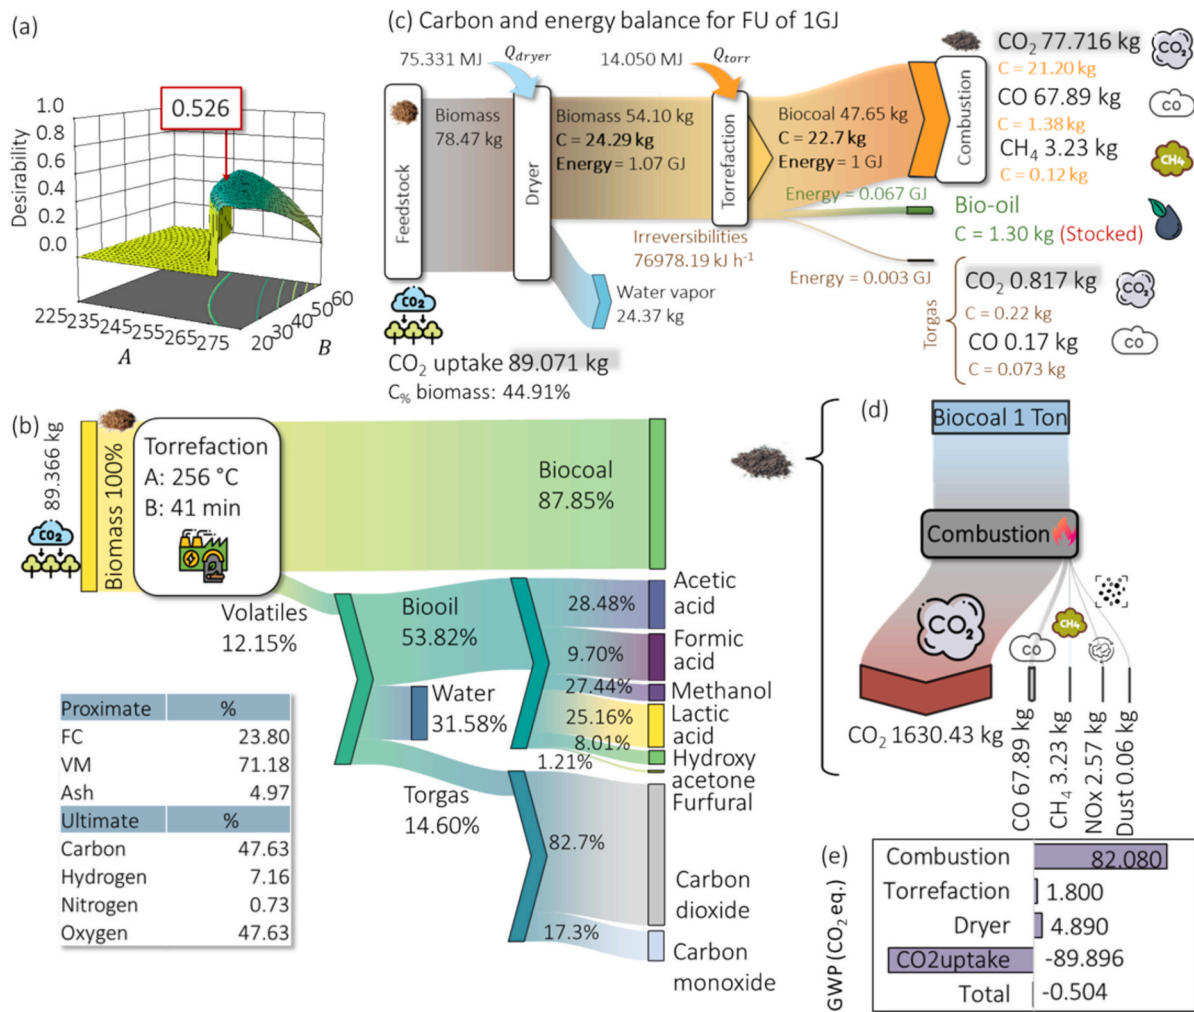 (a)
1.0
0.8
0.6
0.4
0.2
0.0
Desirability
0.526
225
235
245
255
265
275
A
20
30
40
50
60
B
(c) Carbon and energy balance for FU of 1GJ
75.331 MJ
Qdryer
14.050 MJ
Qtorr
Feedstock
Biomass
78.47 kg
Dryer
Biomass 54.10 kg
C = 24.29 kg
Energy = 1.07 GJ
Torrefaction
Biocoal 47.65 kg
C = 22.7 kg
Energy = 1 GJ
Combustion
CO2 77.716 kg
C = 21.20 kg
CO 67.89 kg
C = 1.38 kg
CH4 3.23 kg
C = 0.12 kg
CO2
CO
CH4
Energy = 0.067 GJ
Bio-oil
C = 1.30 kg (Stocked)
Irreversibilities
76978.19 kJ h-1
Energy = 0.003 GJ
Water vapor
24.37 kg
Torgas
CO2 0.817 kg
C = 0.22 kg
CO 0.17 kg
C = 0.073 kg
CO2
CO
CO2
CO2 uptake 89.071 kg
C% biomass: 44.91%
(b)
89.366 kg
CO2
Biomass 100%
Torrefaction
A: 256 °C
B: 41 min
Biocoal
87.85%
Volatiles
12.15%
Biooil
53.82%
Water
31.58%
Torgas
14.60%
28.48%
Acetic
acid
9.70%
Formic
acid
27.44%
Methanol
25.16%
Lactic
acid
8.01%
Hydroxy
acetone
1.21%
Furfural
82.7%
Carbon
dioxide
17.3%
Carbon
monoxide
Proximate %
FC 23.80
VM 71.18
Ash 4.97
Ultimate %
Carbon 47.63
Hydrogen 7.16
Nitrogen 0.73
Oxygen 47.63
(d)
Biocoal 1 Ton
Combustion
CO2
CO
CH4
CO2 1630.43 kg
CO 67.89 kg
CH4 3.23 kg
NOx 2.57 kg
Dust 0.06 kg
(e)
GWP (CO2 eq.)
Combustion 82.080
Torrefaction 1.800
Dryer 4.890
CO2uptake -89.896
Total -0.504